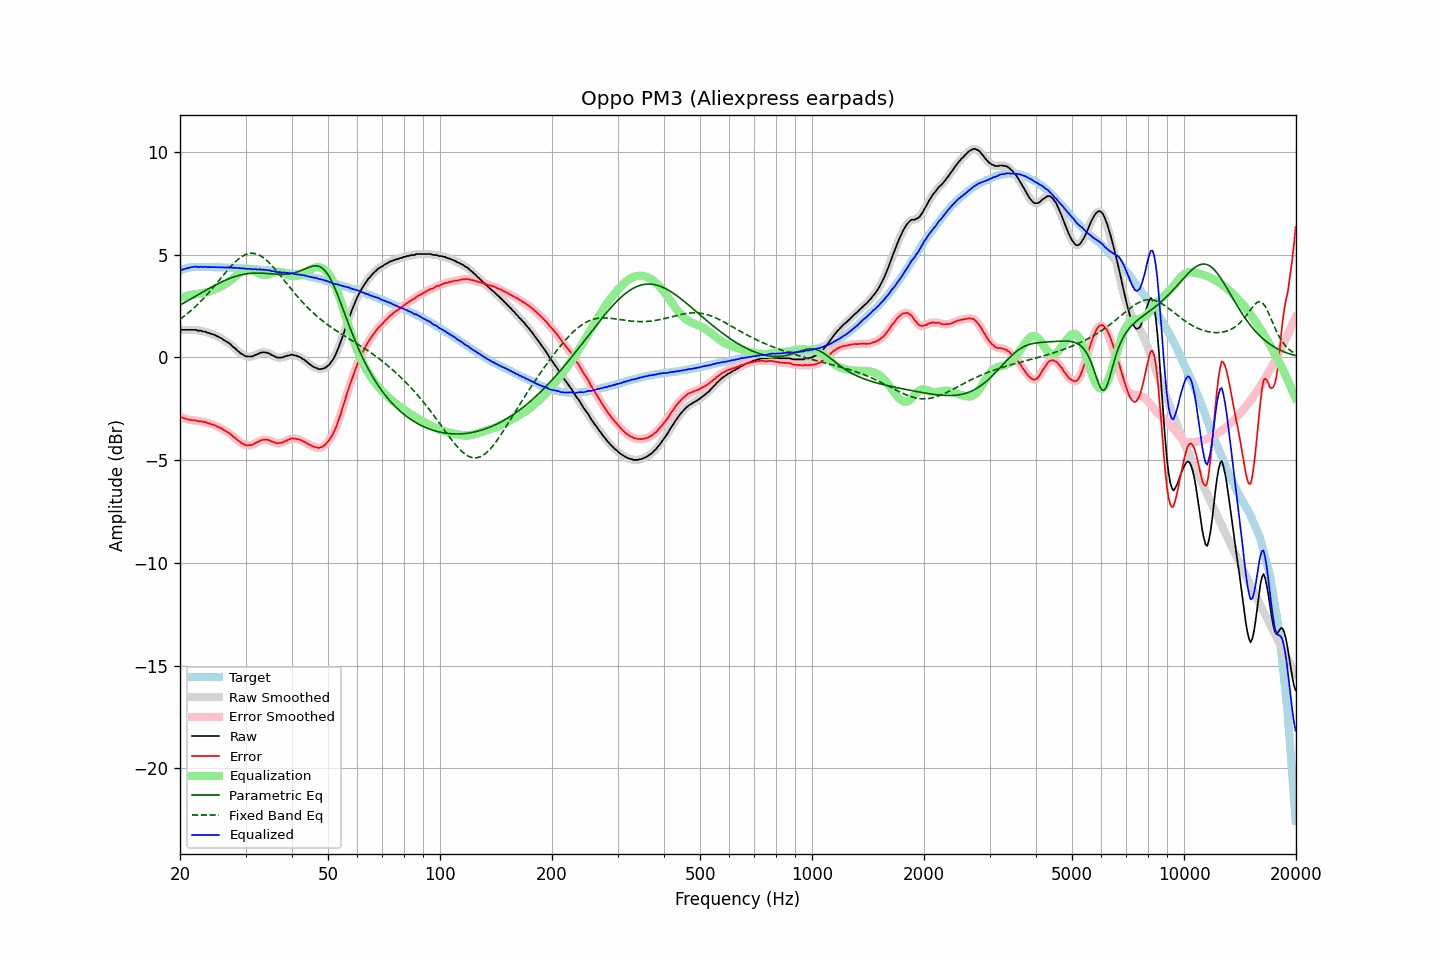 Oppo PM3 (Aliexpress earpads)
Amplitude (dBr)
10
5
0
−5
−10
−15
−20
Target
Raw Smoothed
Error Smoothed
Raw
Error
Equalization
Parametric Eq
Fixed Band Eq
Equalized
20 50 100 200 500 1000 2000 5000 10000 20000
Frequency (Hz)